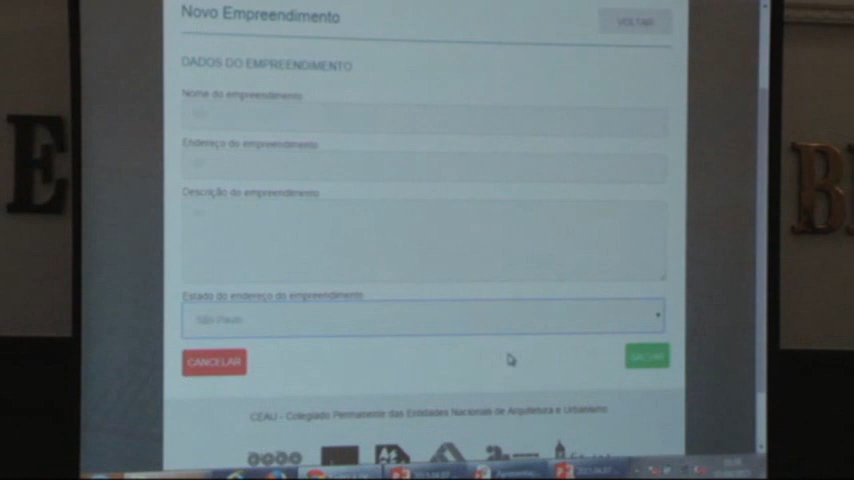 Novo Empreendimento
VOLTAR
DADOS DO EMPREENDIMENTO
Nome do empreendimento
Endereço do empreendimento
Descrição do empreendimento
Estado do endereço do empreendimento
São Paulo
CANCELAR
SALVAR
CEAU - Colegiado Permanente das Entidades Nacionais de Arquitetura e Urbanismo
E
B